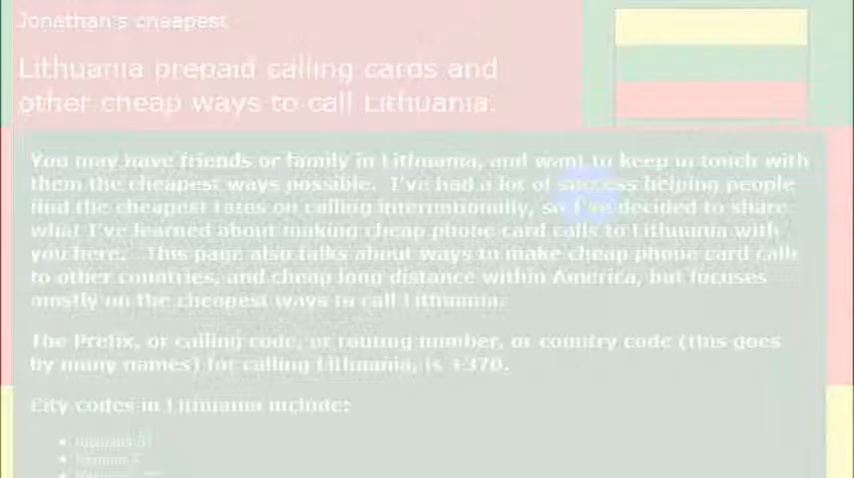 Jonathan's cheapest
Lithuania prepaid calling cards and
other cheap ways to call Lithuania.
You may have friends or family in Lithuania, and want to keep in touch with
them the cheapest ways possible. I've had a lot of success helping people
find the cheapest rates on calling internationally, so I've decided to share
what I've learned about making cheap phone card calls to Lithuania with
you here. This page also talks about ways to make cheap phone card calls
to other countries, and cheap long distance within America, but focuses
mostly on the cheapest ways to call Lithuania.
The Prefix, or calling code, or routing number, or country code (this goes
by many names) for calling Lithuania, is +370.
City codes in Lithuania include: